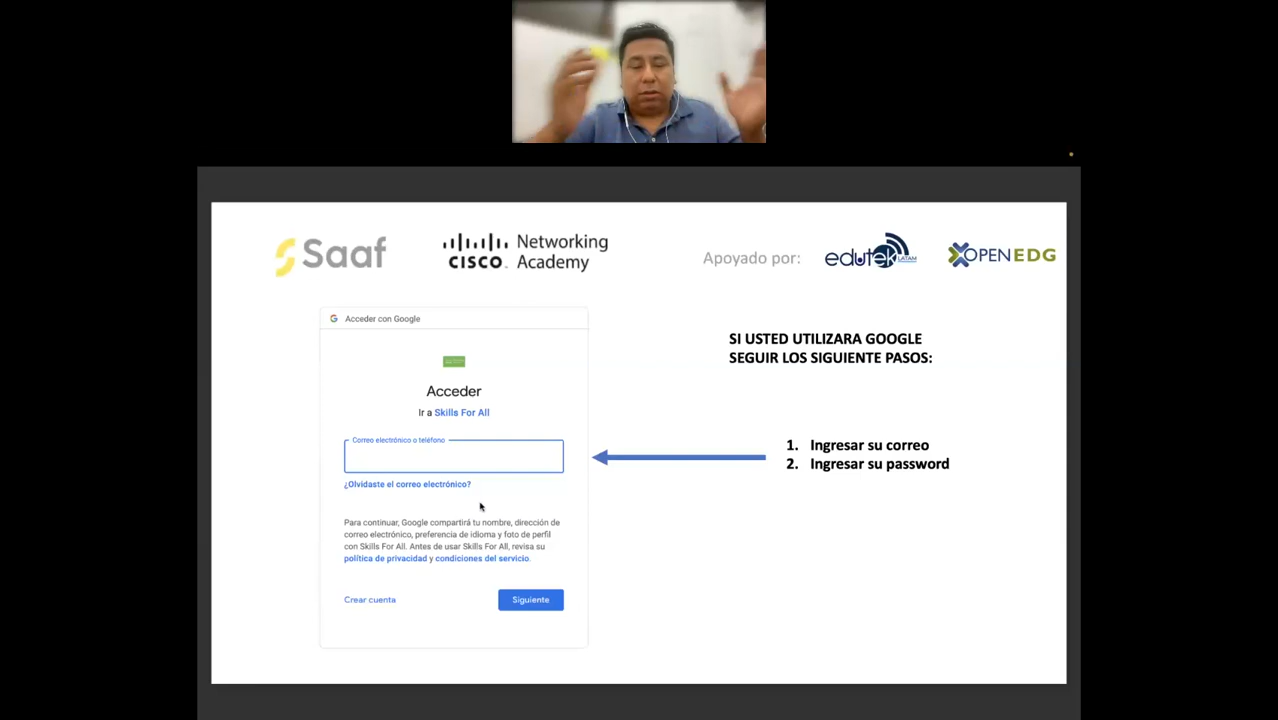 Saaf
CISCO Networking Academy
Apoyado por:
edutek LATAM
OPENEDG
Acceder con Google
Acceder
Ir a Skills For All
Correo electrónico o teléfono
¿Olvidaste el correo electrónico?
Para continuar, Google compartirá tu nombre, dirección de
correo electrónico, preferencia de idioma y foto de perfil
con Skills For All. Antes de usar Skills For All, revisa su
política de privacidad y condiciones del servicio.
Crear cuenta
Siguiente
SI USTED UTILIZARA GOOGLE
SEGUIR LOS SIGUIENTE PASOS:
1. Ingresar su correo
2. Ingresar su password